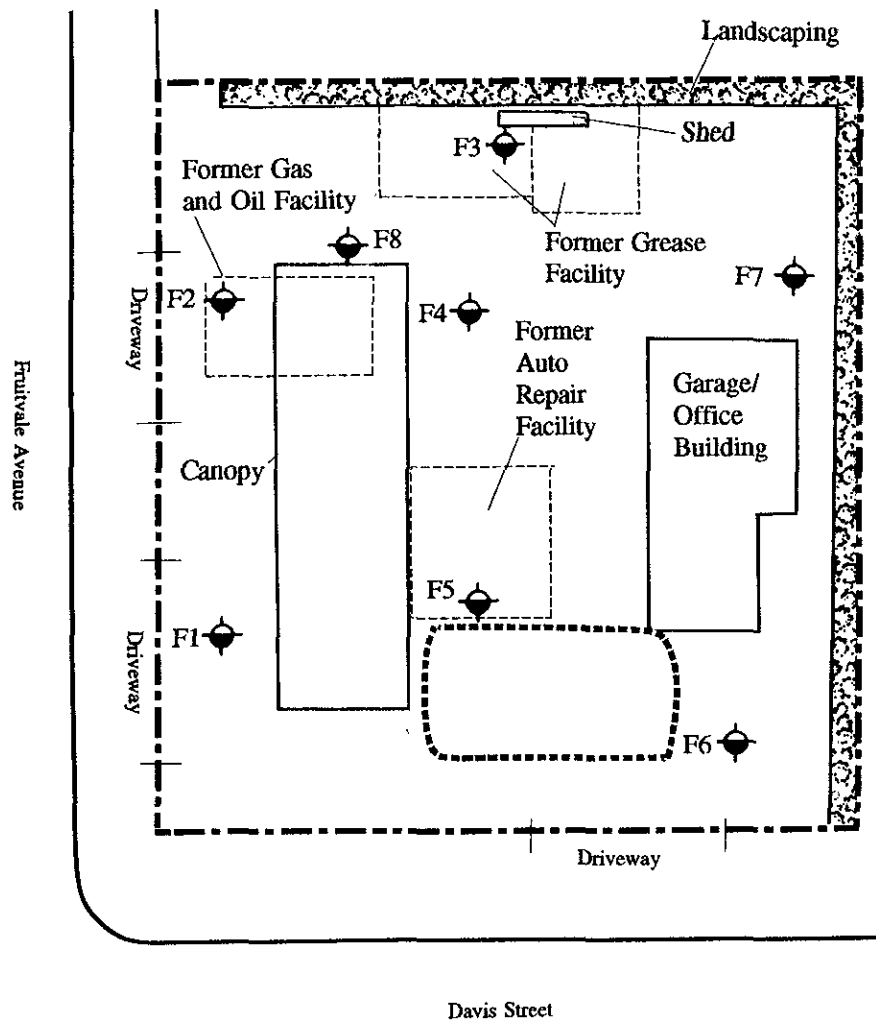 Landscaping
Shed
F3
Former Gas
and Oil Facility
F8
Former Grease
Facility
F7
F2
Driveway
F4
Former
Auto
Repair
Facility
Garage/
Office
Building
Fruitvale Avenue
Canopy
F5
F1
Driveway
F6
Driveway
Davis Street